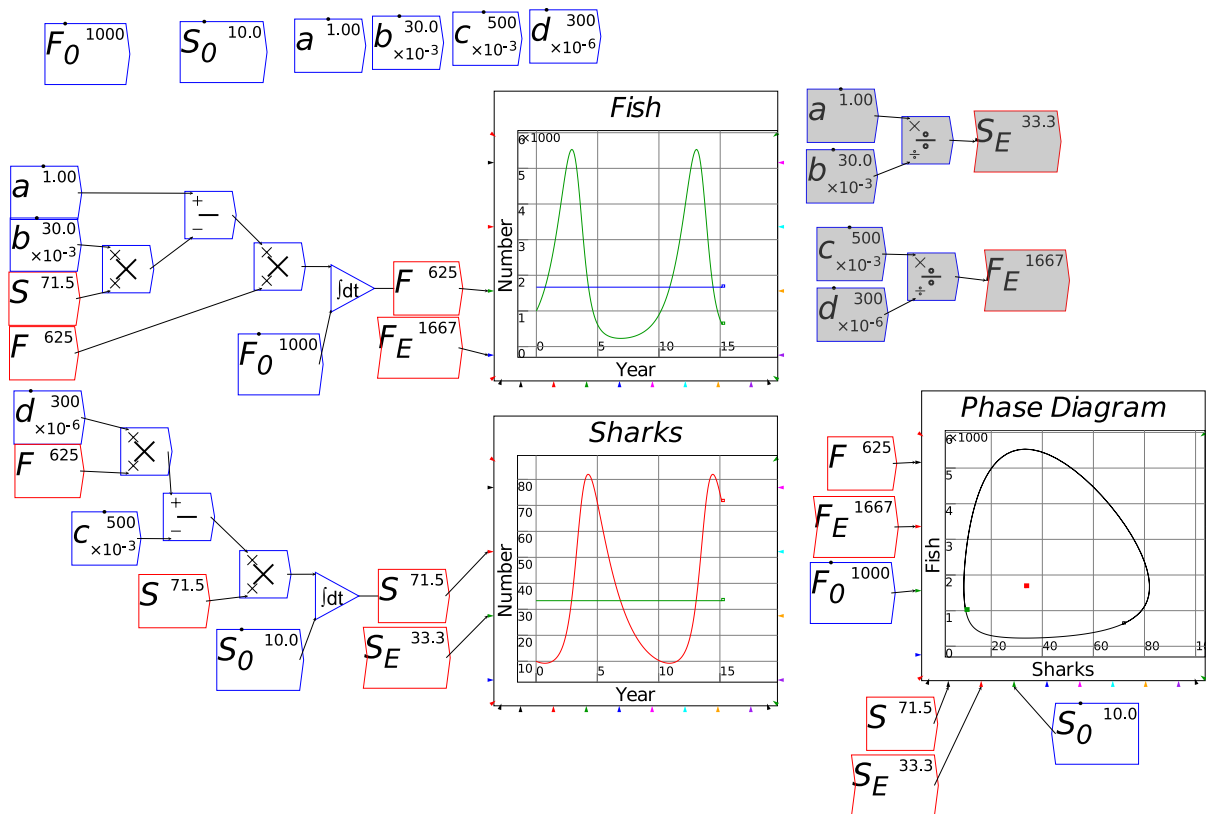 F0 1000
S0 10.0
a 1.00
b 30.0 ×10-3
c 500 ×10-3
d 300 ×10-6
a 1.00
b 30.0 ×10-3
S 71.5
F 625
+
−
−
×
×
×
×
×
×
∫dt
F0 1000
F 625
FE 1667
Fish
×1000
6
5
4
3
2
1
0
0
5
10
15
Number
Year
a 1.00
b 30.0 ×10-3
×
÷
÷
SE 33.3
c 500 ×10-3
d 300 ×10-6
×
÷
÷
FE 1667
d 300 ×10-6
F 625
×
×
×
+
−
−
c 500 ×10-3
×
×
×
S 71.5
∫dt
S0 10.0
S 71.5
SE 33.3
Sharks
80
70
60
50
40
30
20
10
0
5
10
15
Number
Year
F 625
FE 1667
F0 1000
Phase Diagram
×1000
6
5
4
3
2
1
0
20
40
60
80
10
Fish
Sharks
S 71.5
SE 33.3
S0 10.0